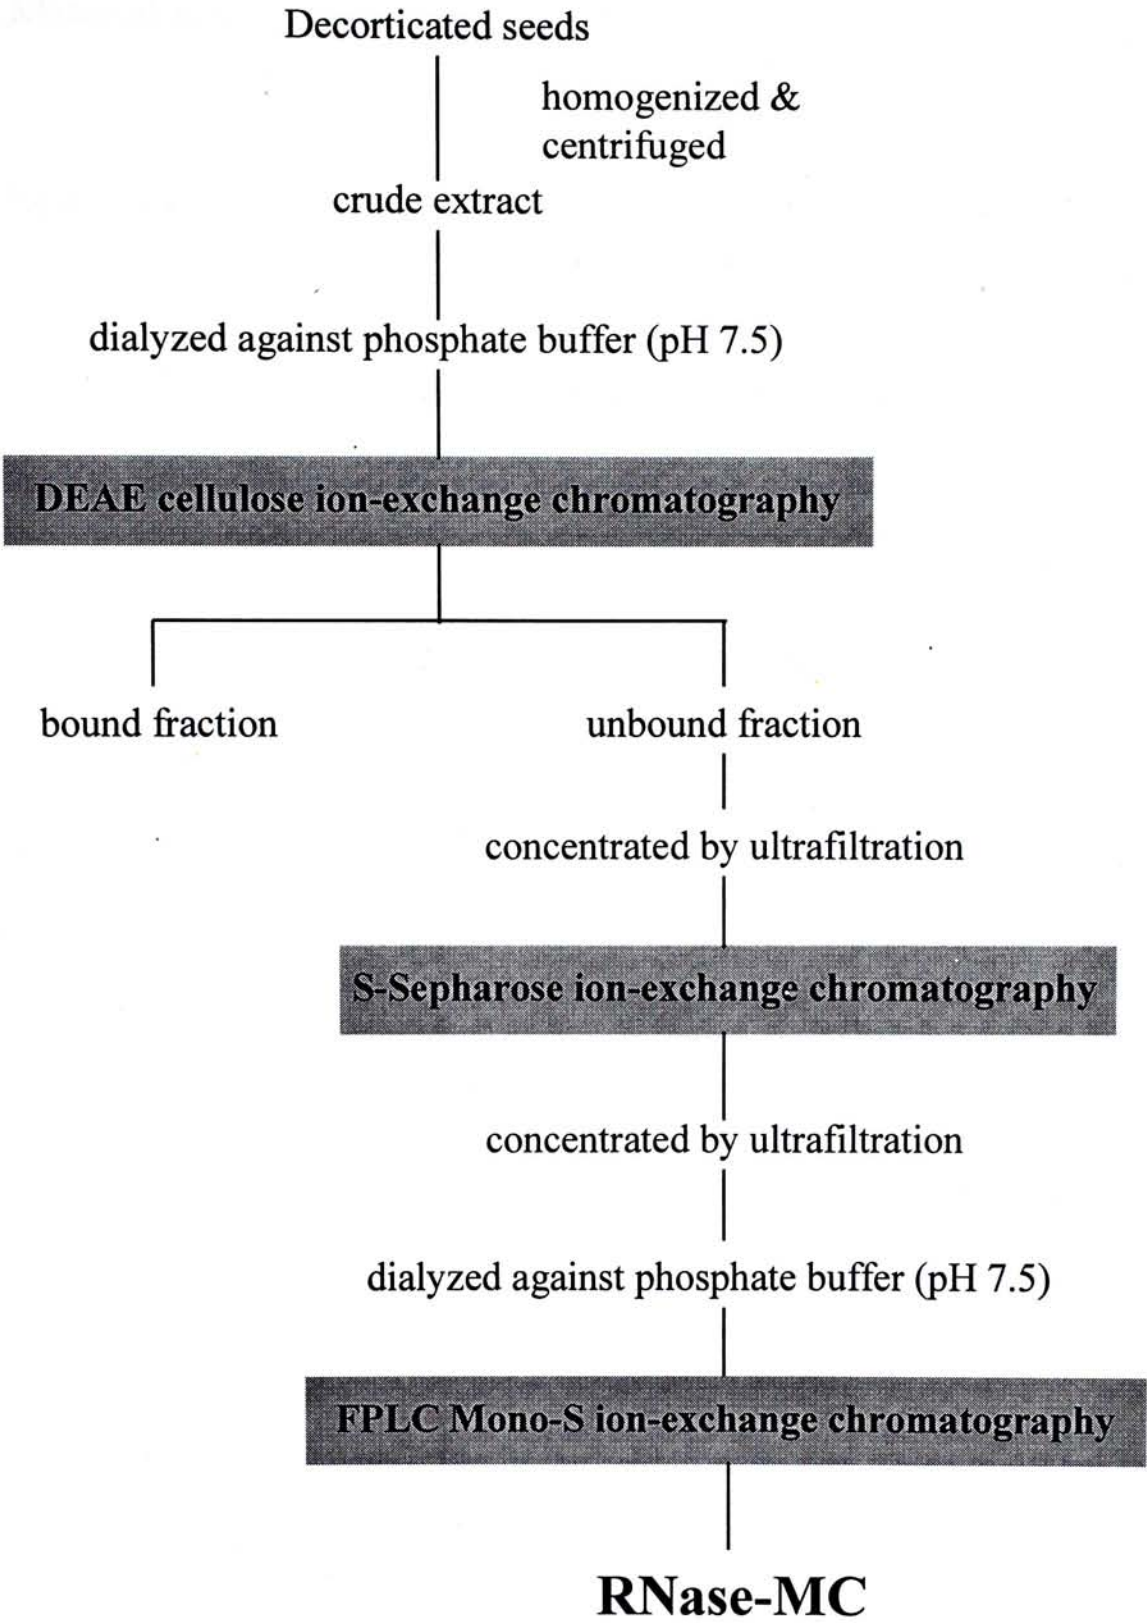 Decorticated seeds
homogenized &
centrifuged
crude extract
dialyzed against phosphate buffer (pH 7.5)
DEAE cellulose ion-exchange chromatography
bound fraction
unbound fraction
concentrated by ultrafiltration
S-Sepharose ion-exchange chromatography
concentrated by ultrafiltration
dialyzed against phosphate buffer (pH 7.5)
FPLC Mono-S ion-exchange chromatography
RNase-MC